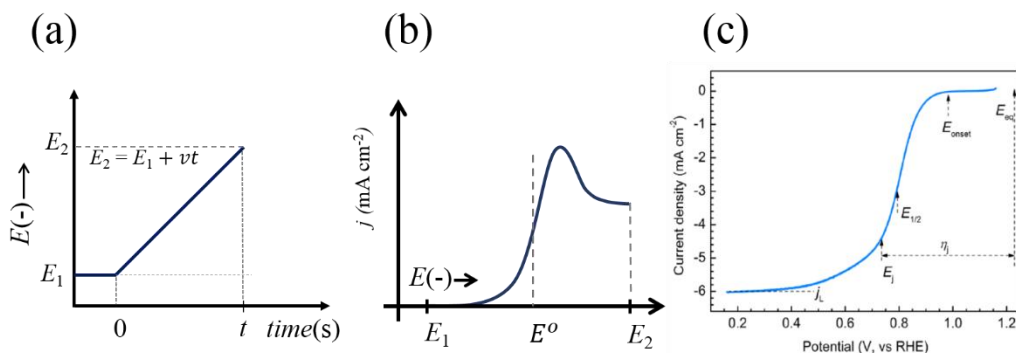 (a)
E(-) →
E₂
E₂ = E₁ + vt
E₁
0
t
time(s)
(b)
j (mA cm⁻²)
E(-) →
E₁
Eᵒ
E₂
(c)
Current density (mA cm⁻²)
0
-1
-2
-3
-4
-5
-6
E_eq
E_onset
E_1/2
η_j
E_j
j_L
0.2 0.4 0.6 0.8 1.0 1.2
Potential (V, vs RHE)